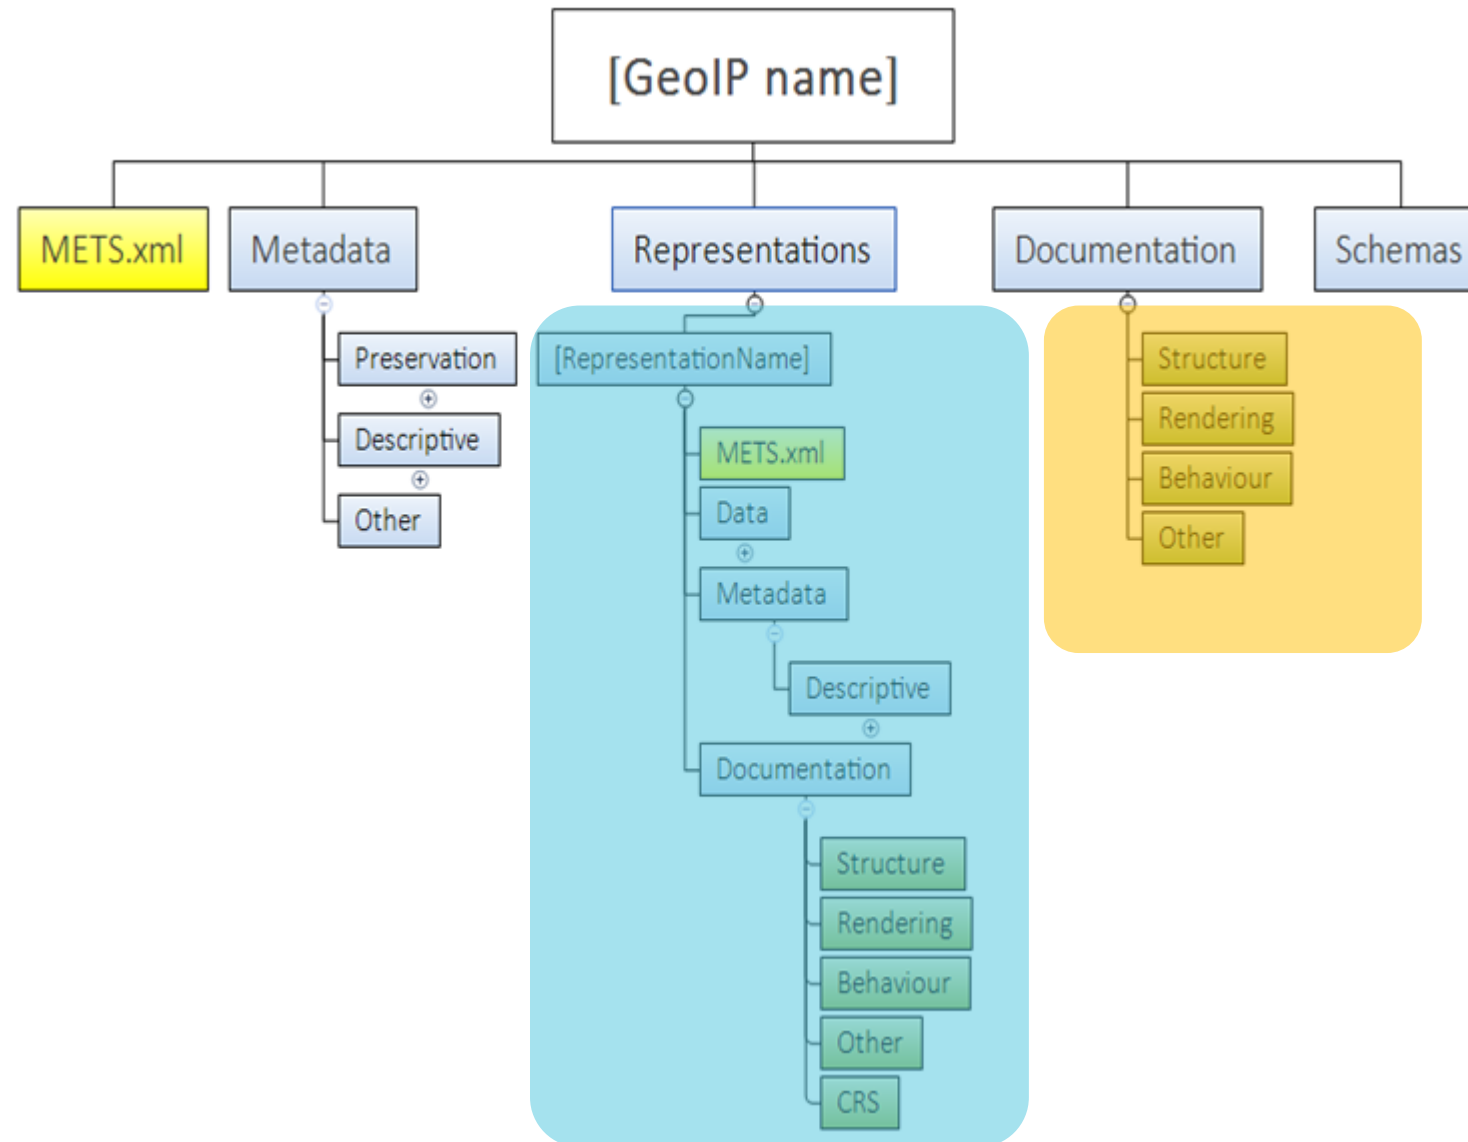 [GeoIP name]
METS.xml
Metadata
Representations
Documentation
Schemas
Preservation
Descriptive
Other
[RepresentationName]
METS.xml
Data
Metadata
Descriptive
Documentation
Structure
Rendering
Behaviour
Other
CRS
Structure
Rendering
Behaviour
Other